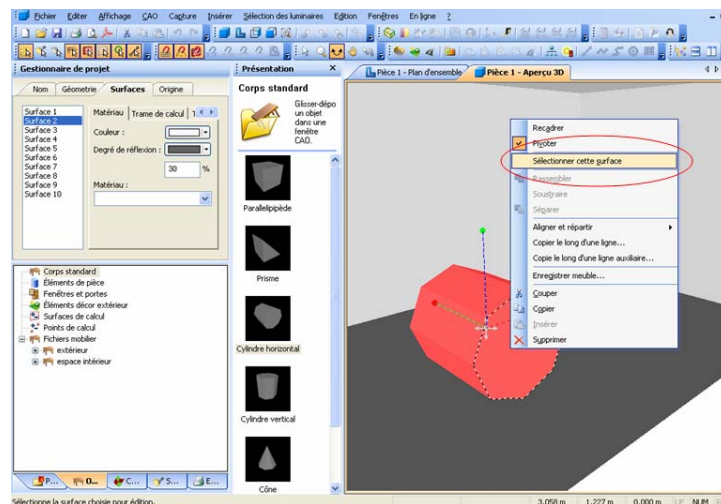 Fichier Editer Affichage CAO Capture Insérer Sélection des luminaires Edition Fenêtres En ligne ?
Gestionnaire de projet
Nom Géometrie Surfaces Origine
Surface 1
Surface 2
Surface 3
Surface 4
Surface 5
Surface 6
Surface 7
Surface 8
Surface 9
Surface 10
Matériau Trame de calcul
Couleur :
Degré de réflexion :
30 %
Matériau :
Corps standard
Éléments de pièce
Fenêtres et portes
Éléments décor extérieur
Surfaces de calcul
Points de calcul
Fichiers mobilier
extérieur
espace intérieur
P... O... C... S... E...
Présentation ×
Corps standard
Glisser-dépo
un objet
dans une
fenêtre
CAO.
Parallelipipède
Prisme
Cylindre horizontal
Cylindre vertical
Cône
Pièce 1 - Plan d'ensemble Pièce 1 - Aperçu 3D
Recadrer
Pivoter
Sélectionner cette surface
Rassembler
Soustraire
Séparer
Aligner et répartir
Copier le long d'une ligne...
Copie le long d'une ligne auxiliaire...
Enregistrer meuble...
Couper
Copier
Insérer
Supprimer
Sélectionne la surface choisie pour édition.
3.058 m 1.227 m 0.000 m UF NUM